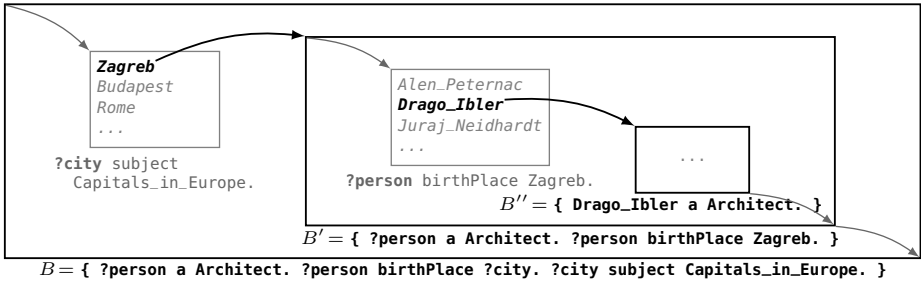 Zagreb
Budapest
Rome
...
?city subject
Capitals_in_Europe.
Alen_Peternac
Drago_Ibler
Juraj_Neidhardt
...
?person birthPlace Zagreb.
...
B'' = { Drago_Ibler a Architect. }
B' = { ?person a Architect. ?person birthPlace Zagreb. }
B = { ?person a Architect. ?person birthPlace ?city. ?city subject Capitals_in_Europe. }